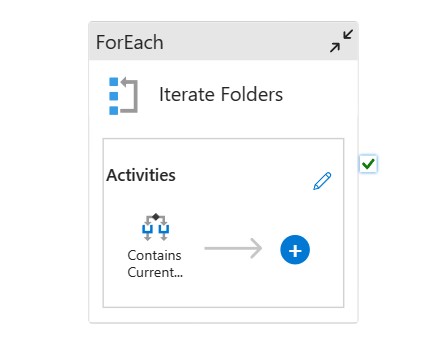 ForEach
Iterate Folders
Activities
Contains
Current...